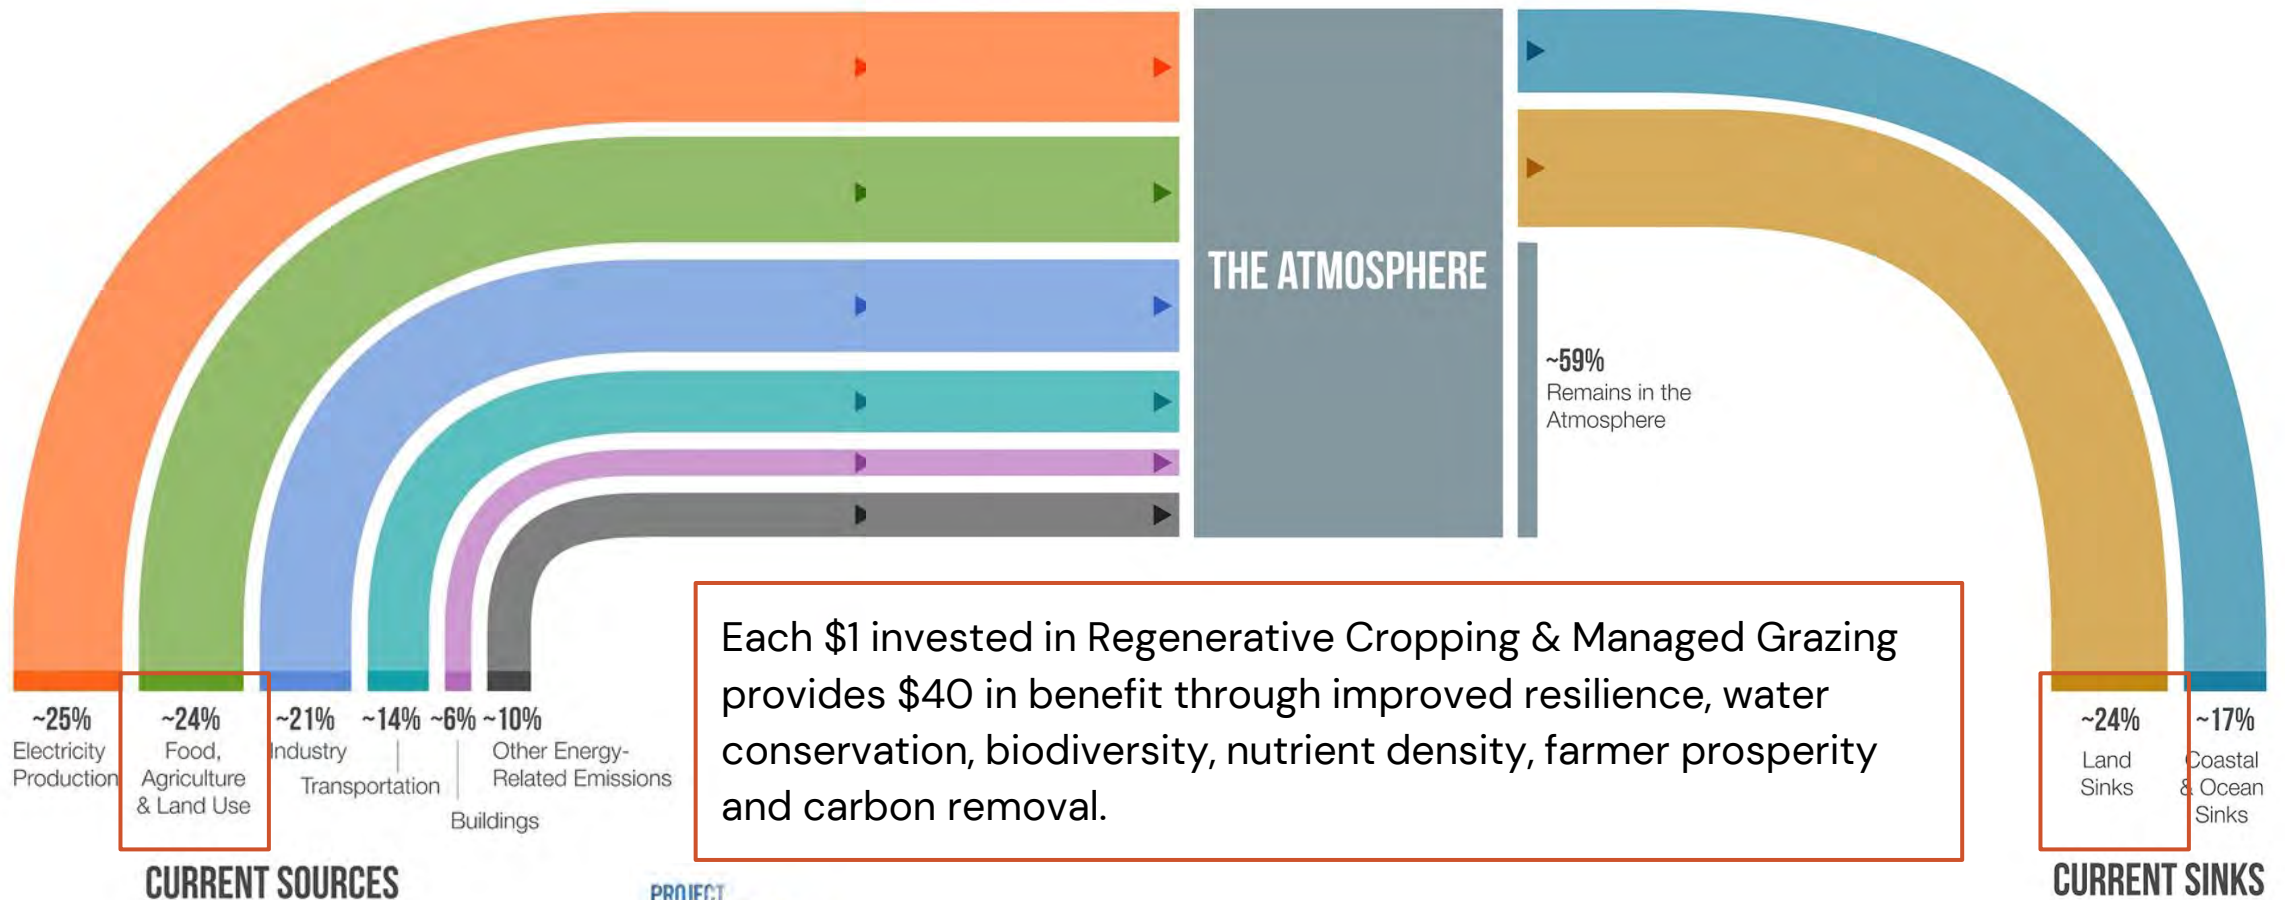 THE ATMOSPHERE
~59%
Remains in the
Atmosphere
Each $1 invested in Regenerative Cropping & Managed Grazing
provides $40 in benefit through improved resilience, water
conservation, biodiversity, nutrient density, farmer prosperity
and carbon removal.
~25%
Electricity
Production
~24%
Food,
Agriculture
& Land Use
~21%
Industry
~14%
Transportation
~6%
Buildings
~10%
Other Energy-
Related Emissions
~24%
Land
Sinks
~17%
Coastal
& Ocean
Sinks
CURRENT SOURCES
PROJECT
CURRENT SINKS